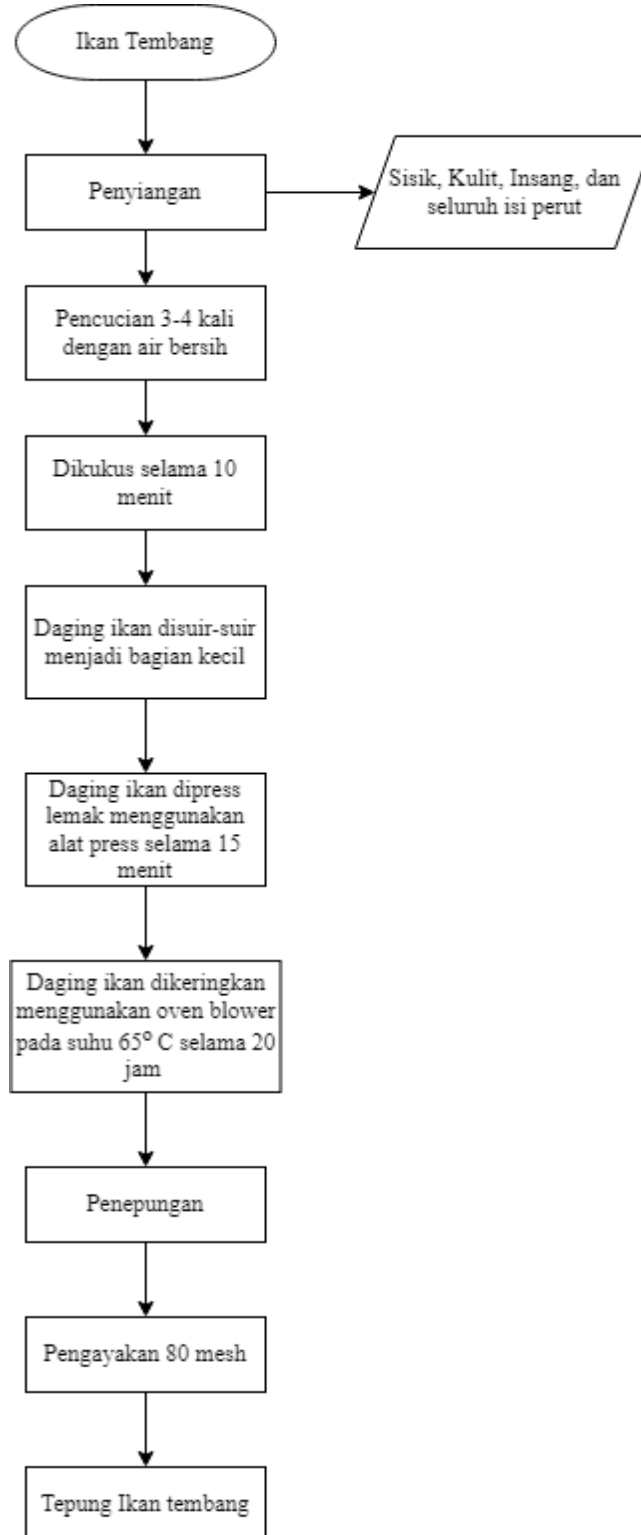 Ikan Tembang
Penyiangan
Sisik, Kulit, Insang, dan
seluruh isi perut
Pencucian 3-4 kali
dengan air bersih
Dikukus selama 10
menit
Daging ikan disuir-suir
menjadi bagian kecil
Daging ikan dipress
lemak menggunakan
alat press selama 15
menit
Daging ikan dikeringkan
menggunakan oven blower
pada suhu 65° C selama 20
jam
Penepungan
Pengayakan 80 mesh
Tepung Ikan tembang